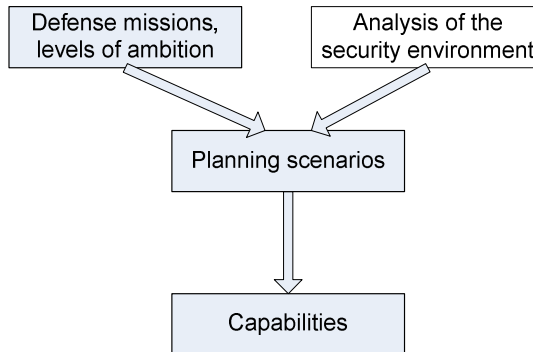 Defense missions,
levels of ambition
Analysis of the
security environment
Planning scenarios
Capabilities